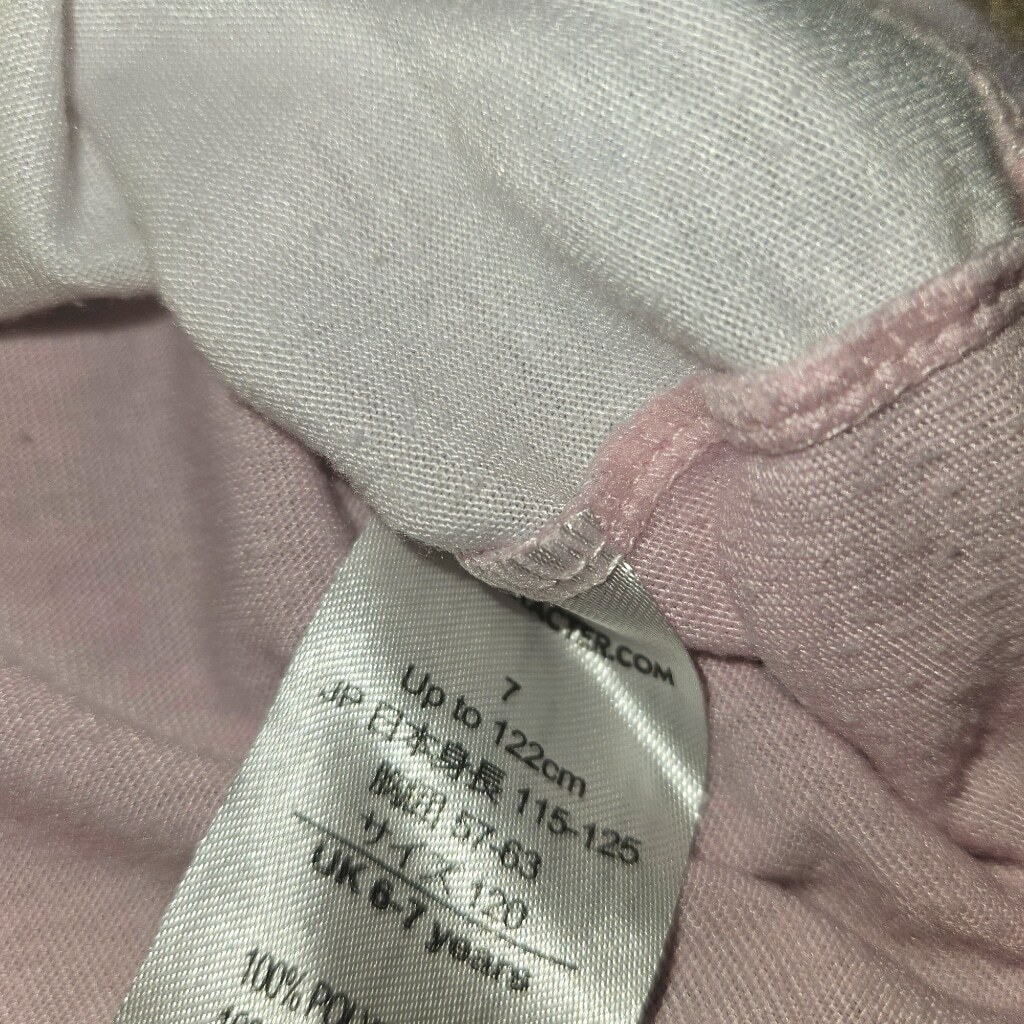 ACTER.COM
7
Up to 122cm
JP 日本身長 115-125
胸囲 57-63
サイズ 120
UK 6-7 years
100% POL